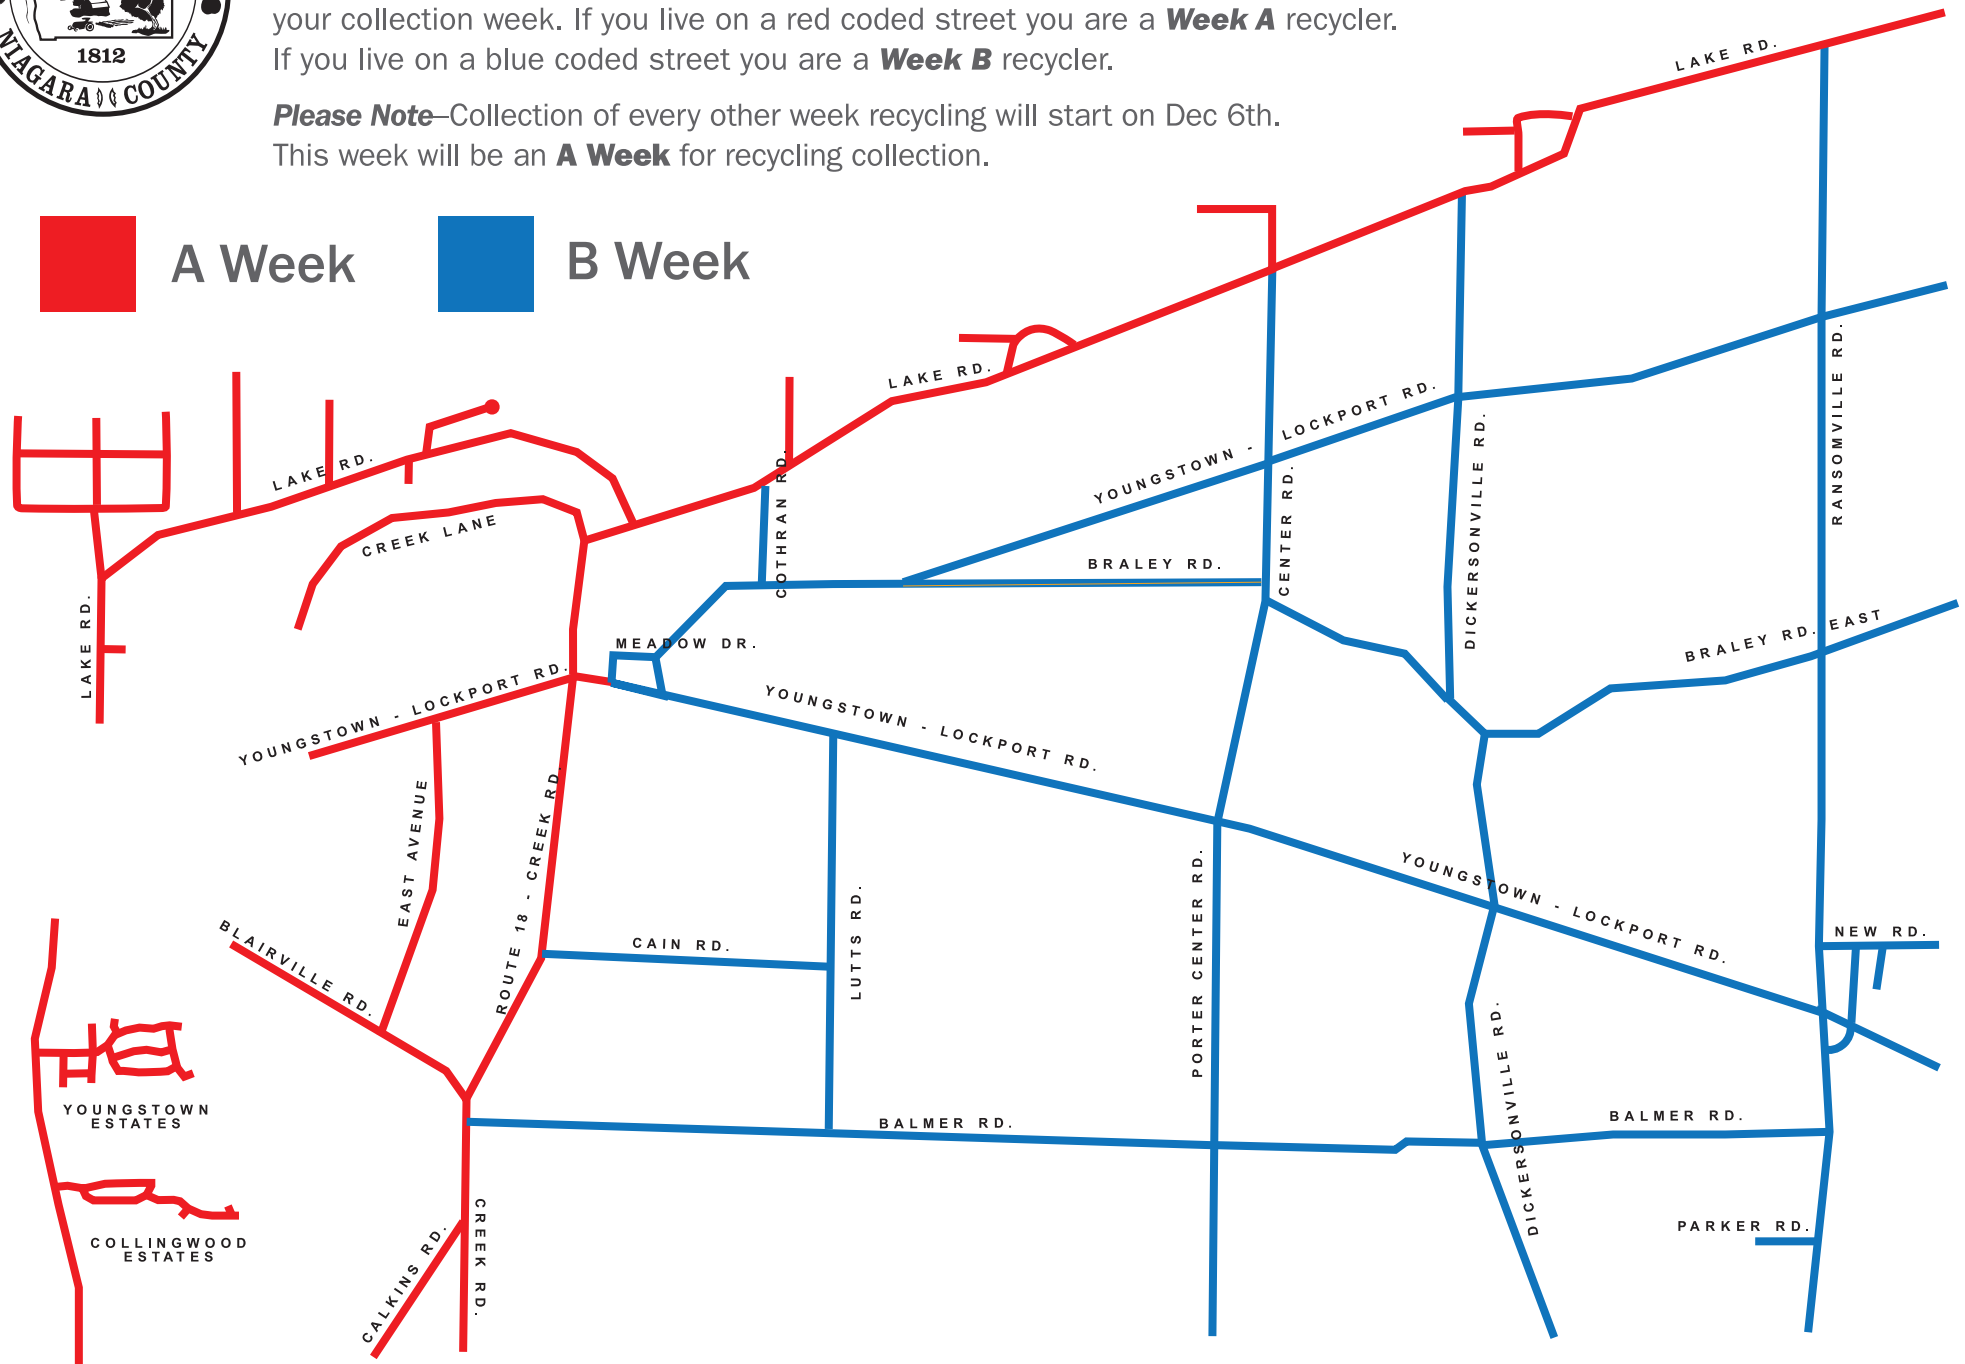 your collection week. If you live on a red coded street you are a Week A recycler.
If you live on a blue coded street you are a Week B recycler.
Please Note–Collection of every other week recycling will start on Dec 6th.
This week will be an A Week for recycling collection.
1812
NIAGARA COUNTY
A Week
B Week
LAKE RD.
LAKE RD.
LAKE RD.
LAKE RD.
CREEK LANE
COTHRAN RD.
YOUNGSTOWN - LOCKPORT RD.
BRALEY RD.
CENTER RD.
DICKERSONVILLE RD.
RANSOMVILLE RD.
BRALEY RD. EAST
MEADOW DR.
YOUNGSTOWN - LOCKPORT RD.
YOUNGSTOWN - LOCKPORT RD.
YOUNGSTOWN - LOCKPORT RD.
EAST AVENUE
ROUTE 18 - CREEK RD.
BLAIRVILLE RD.
CAIN RD.
LUTTS RD.
PORTER CENTER RD.
NEW RD.
DICKERSONVILLE RD.
BALMER RD.
BALMER RD.
YOUNGSTOWN
ESTATES
COLLINGWOOD
ESTATES
CALKINS RD.
CREEK RD.
PARKER RD.